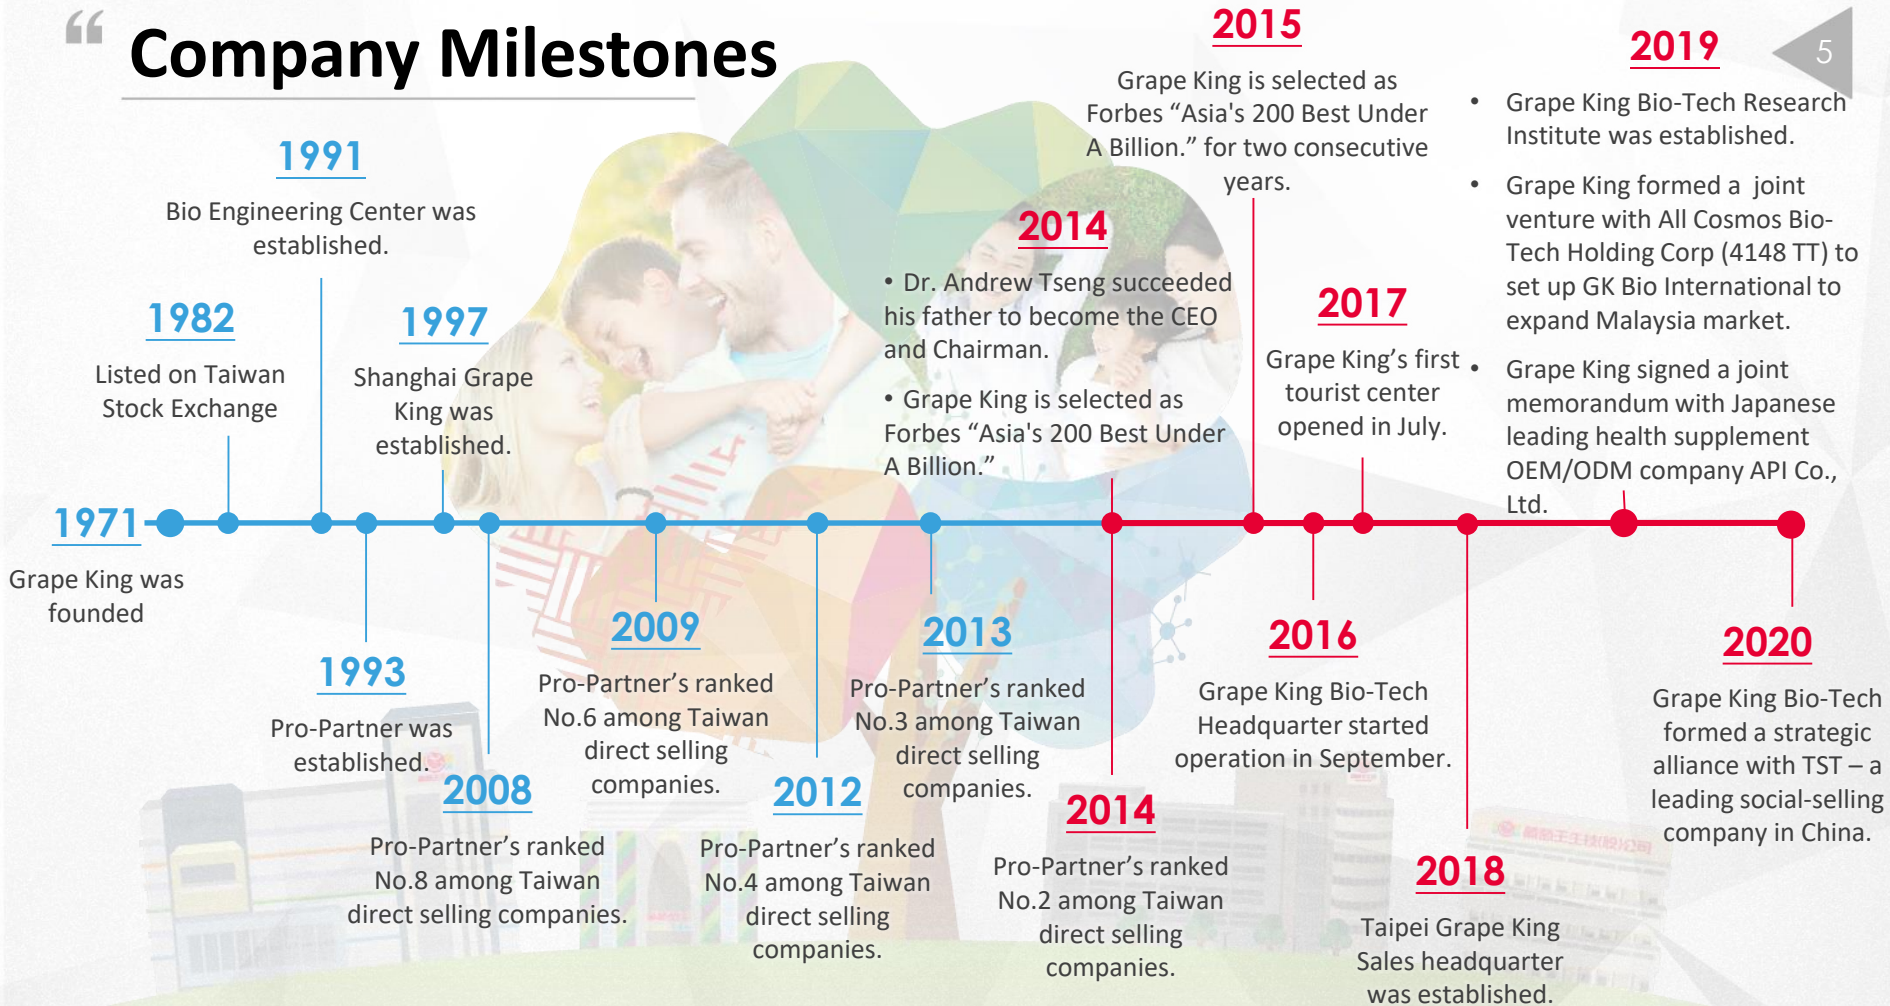 “ Company Milestones
5
1971
Grape King was
founded
1982
Listed on Taiwan
Stock Exchange
1991
Bio Engineering Center was
established.
1993
Pro-Partner was
established.
1997
Shanghai Grape
King was
established.
2008
Pro-Partner’s ranked
No.8 among Taiwan
direct selling companies.
2009
Pro-Partner’s ranked
No.6 among Taiwan
direct selling
companies.
2012
Pro-Partner’s ranked
No.4 among Taiwan
direct selling
companies.
2013
Pro-Partner’s ranked
No.3 among Taiwan
direct selling
companies.
2014
• Dr. Andrew Tseng succeeded
his father to become the CEO
and Chairman.
• Grape King is selected as
Forbes “Asia's 200 Best Under
A Billion.”
2014
Pro-Partner’s ranked
No.2 among Taiwan
direct selling
companies.
2015
Grape King is selected as
Forbes “Asia's 200 Best Under
A Billion.” for two consecutive
years.
2016
Grape King Bio-Tech
Headquarter started
operation in September.
2017
Grape King’s first
tourist center
opened in July.
2018
Taipei Grape King
Sales headquarter
was established.
2019
• Grape King Bio-Tech Research
Institute was established.
• Grape King formed a joint
venture with All Cosmos Bio-
Tech Holding Corp (4148 TT) to
set up GK Bio International to
expand Malaysia market.
• Grape King signed a joint
memorandum with Japanese
leading health supplement
OEM/ODM company API Co.,
Ltd.
2020
Grape King Bio-Tech
formed a strategic
alliance with TST – a
leading social-selling
company in China.